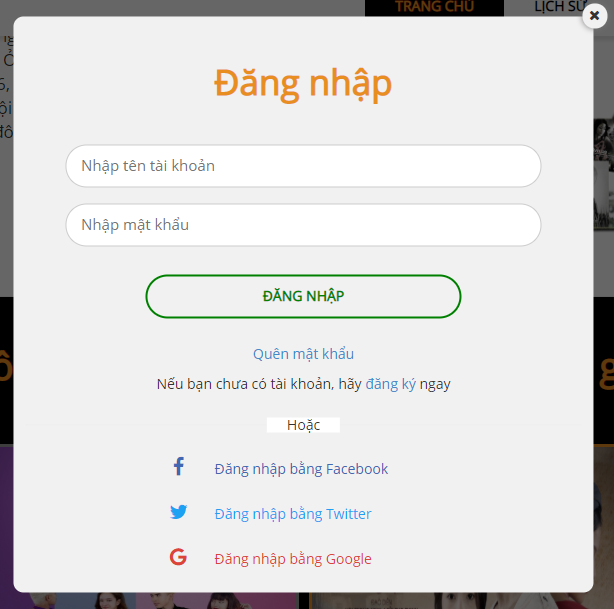 TRANG CHỦ
LỊCH SỬ
Đăng nhập
Nhập tên tài khoản
Nhập mật khẩu
ĐĂNG NHẬP
Quên mật khẩu
Nếu bạn chưa có tài khoản, hãy đăng ký ngay
Hoặc
Đăng nhập bằng Facebook
Đăng nhập bằng Twitter
Đăng nhập bằng Google